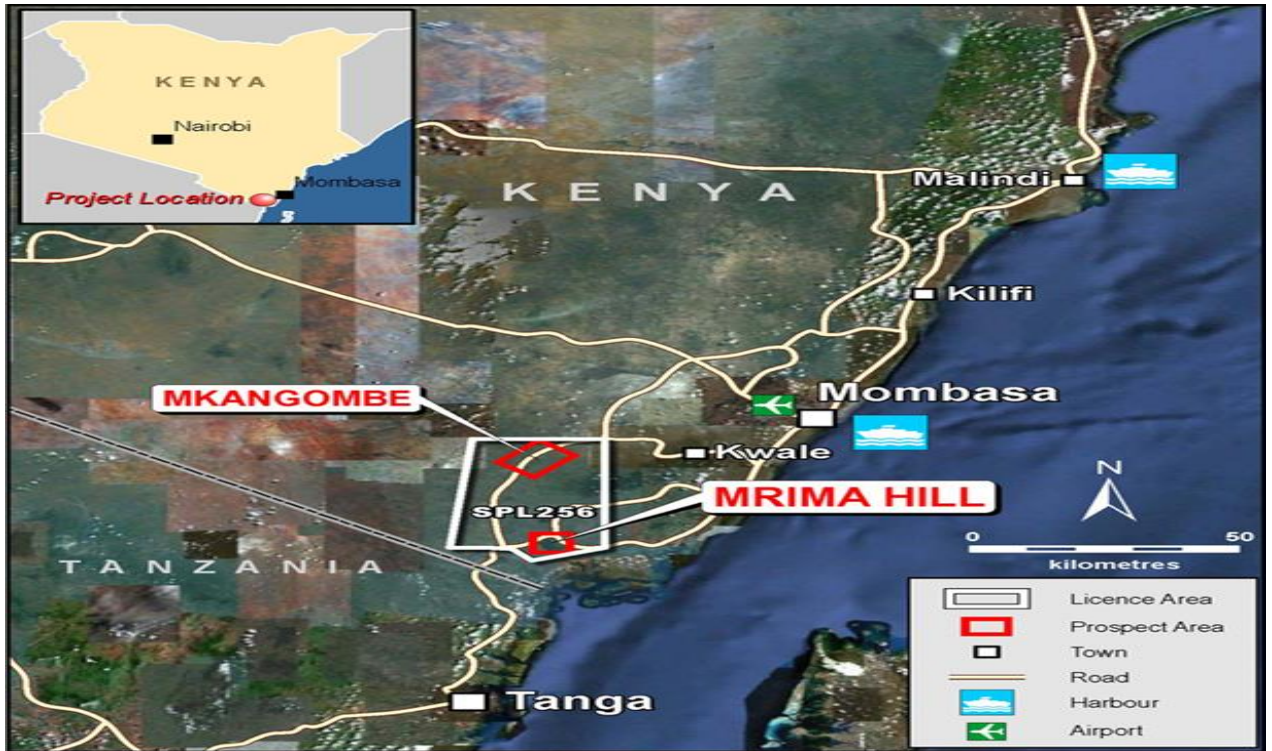 KENYA
Nairobi
Mombasa
Project Location
KENYA
Malindi
Kilifi
MKANGOMBE
Mombasa
Kwale
SPL256
MRIMA HILL
N
0 50
kilometres
TANZANIA
Tanga
Licence Area
Prospect Area
Town
Road
Harbour
Airport